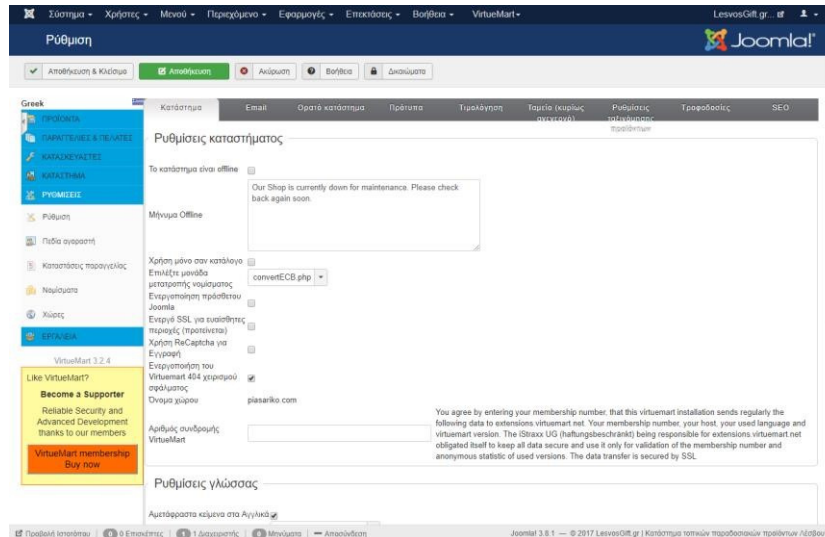 Σύστημα Χρήστες Μενού Περιεχόμενο Εφαρμογές Επεκτάσεις Βοήθεια VirtueMart LesvosGift.gr...
Ρύθμιση Joomla!
Αποθήκευση & Κλείσιμο Αποθήκευση Ακύρωση Βοήθεια Δικαιώματα
Greek
ΠΡΟΪΟΝΤΑ
ΠΑΡΑΓΓΕΛΙΕΣ & ΠΕΛΑΤΕΣ
ΚΑΤΑΣΚΕΥΑΣΤΕΣ
ΚΑΤΑΣΤΗΜΑ
ΡΥΘΜΙΣΕΙΣ
Ρύθμιση
Πεδία αγοραστή
Καταστάσεις παραγγελίας
Νομίσματα
Χώρες
ΕΡΓΑΛΕΙΑ
VirtueMart 3.2.4
Like VirtueMart?
Become a Supporter
Reliable Security and
Advanced Development
thanks to our members
VirtueMart membership
Buy now
Κατάστημα Email Ορατό κατάστημα Πρότυπα Τιμολόγηση Ταμεία (κυρίως Ρυθμίσεις Τροφοδοσίες SEO
ταξινόμησης
προϊόντων
Ρυθμίσεις καταστήματος
Το κατάστημα είναι offline
Μήνυμα Offline
Our Shop is currently down for maintenance. Please check
back again soon.
Χρήση μόνο σαν κατάλογο
Επιλέξτε μονάδα
μετατροπής νομίσματος
convertECB.php
Ενεργοποίηση πρόσθετου
Joomla
Ενεργό SSL για ευαίσθητες
περιοχές (προτείνεται)
Χρήση ReCaptcha για
Εγγραφή
Ενεργοποιήση του
Virtuemart 404 χειρισμού
σφάλματος
Όνομα χώρου piasariko.com
Αριθμός συνδρομής
VirtueMart
You agree by entering your membership number, that this virtuemart installation sends regularly the
following data to extensions.virtuemart.net. Your membership number, your host, your used language and
virtuemart version. The iStraxx UG (haftungsbeschränkt) being responsible for extensions.virtuemart.net
obligated itself to keep all data secure and use it only for validation of the membership number and
anonymous statistic of used versions. The data transfer is secured by SSL
Ρυθμίσεις γλώσσας
Αμετάφραστα κείμενα στα Αγγλικά
Προβολή Ιστοτόπου 0 Επισκέπτες 1 Διαχειριστής 0 Μηνύματα Αποσύνδεση Joomla! 3.8.1 — © 2017 LesvosGift.gr | Κατάστημα τοπικών παραδοσιακών προϊόντων Λέσβου